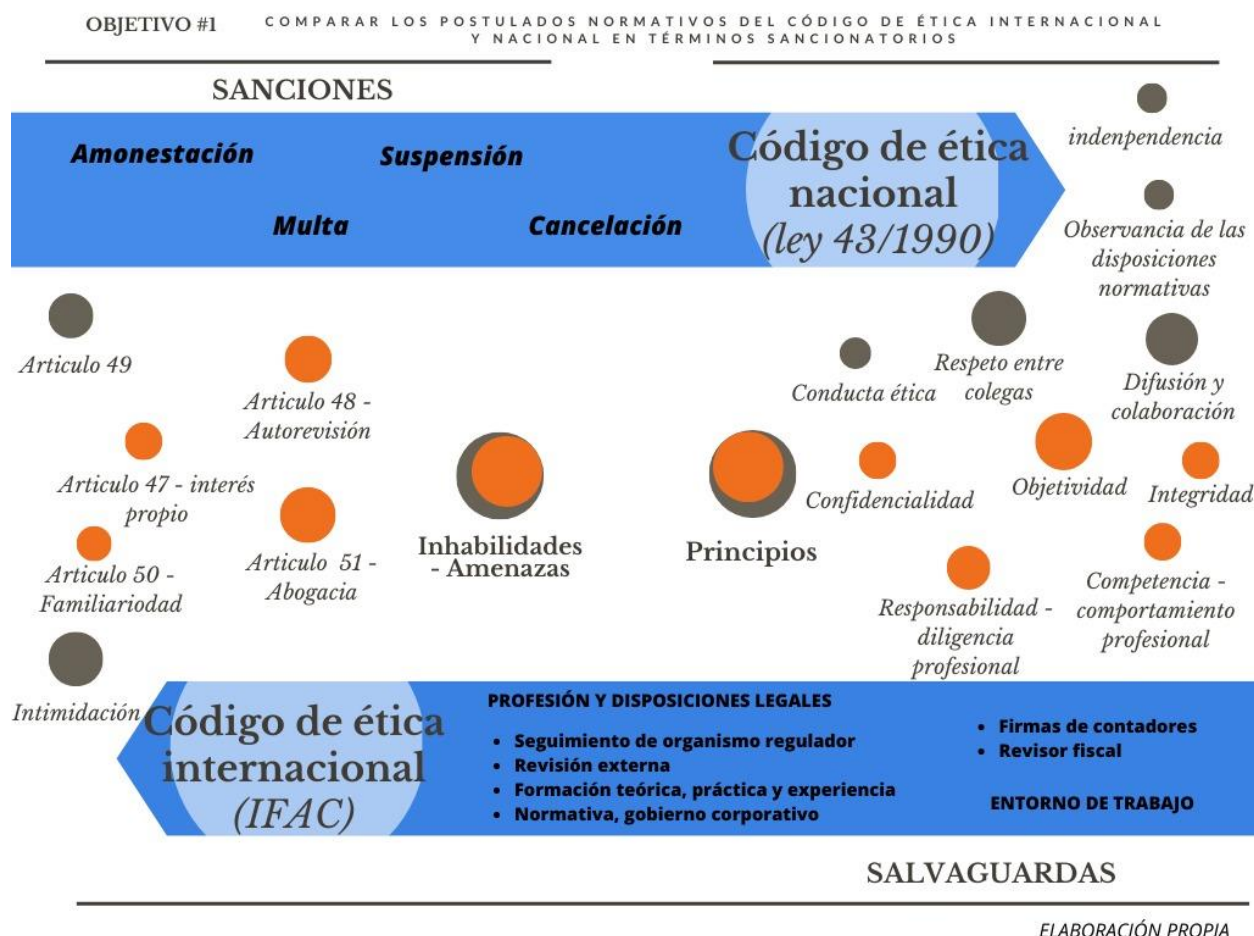 OBJETIVO #1
COMPARAR LOS POSTULADOS NORMATIVOS DEL CÓDIGO DE ÉTICA INTERNACIONAL
Y NACIONAL EN TÉRMINOS SANCIONATORIOS
SANCIONES
Amonestación
Suspensión
Multa
Cancelación
Código de ética
nacional
(ley 43/1990)
indenpendencia
Observancia de las
disposiciones
normativas
Articulo 49
Articulo 48 -
Autorevisión
Articulo 47 - interés
propio
Articulo 50 -
Familiariodad
Articulo 51 -
Abogacia
Intimidación
Inhabilidades
- Amenazas
Principios
Conducta ética
Respeto entre
colegas
Difusión y
colaboración
Confidencialidad
Objetividad
Integridad
Responsabilidad -
diligencia
profesional
Competencia -
comportamiento
profesional
Código de ética
internacional
(IFAC)
PROFESIÓN Y DISPOSICIONES LEGALES
• Seguimiento de organismo regulador
• Revisión externa
• Formación teórica, práctica y experiencia
• Normativa, gobierno corporativo
• Firmas de contadores
• Revisor fiscal
ENTORNO DE TRABAJO
SALVAGUARDAS
ELABORACIÓN PROPIA